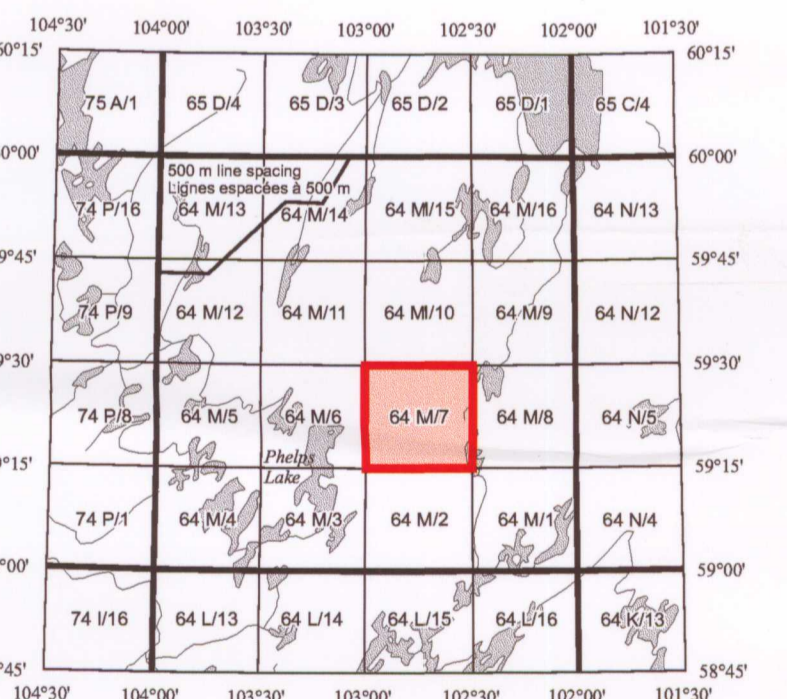 104°30' 104°00' 103°30' 103°00' 102°30' 102°00' 101°30'
60°15' 60°15'
75 A/1 65 D/4 65 D/3 65 D/2 65 D/1 65 C/4
0°00' 60°00'
500 m line spacing
Lignes espacées à 500 m
74 P/16 64 M/13 64 M/14 64 M/15 64 M/16 64 N/13
9°45' 59°45'
74 P/9 64 M/12 64 M/11 64 M/10 64 M/9 64 N/12
9°30' 59°30'
74 P/8 64 M/5 64 M/6 64 M/7 64 M/8 64 N/5
Phelps
Lake
9°15' 59°15'
74 P/1 64 M/4 64 M/3 64 M/2 64 M/1 64 N/4
°00' 59°00'
74 I/16 64 L/13 64 L/14 64 L/15 64 L/16 64 K/13
°45' 58°45'
104°30' 104°00' 103°30' 103°00' 102°30' 102°00' 101°30'